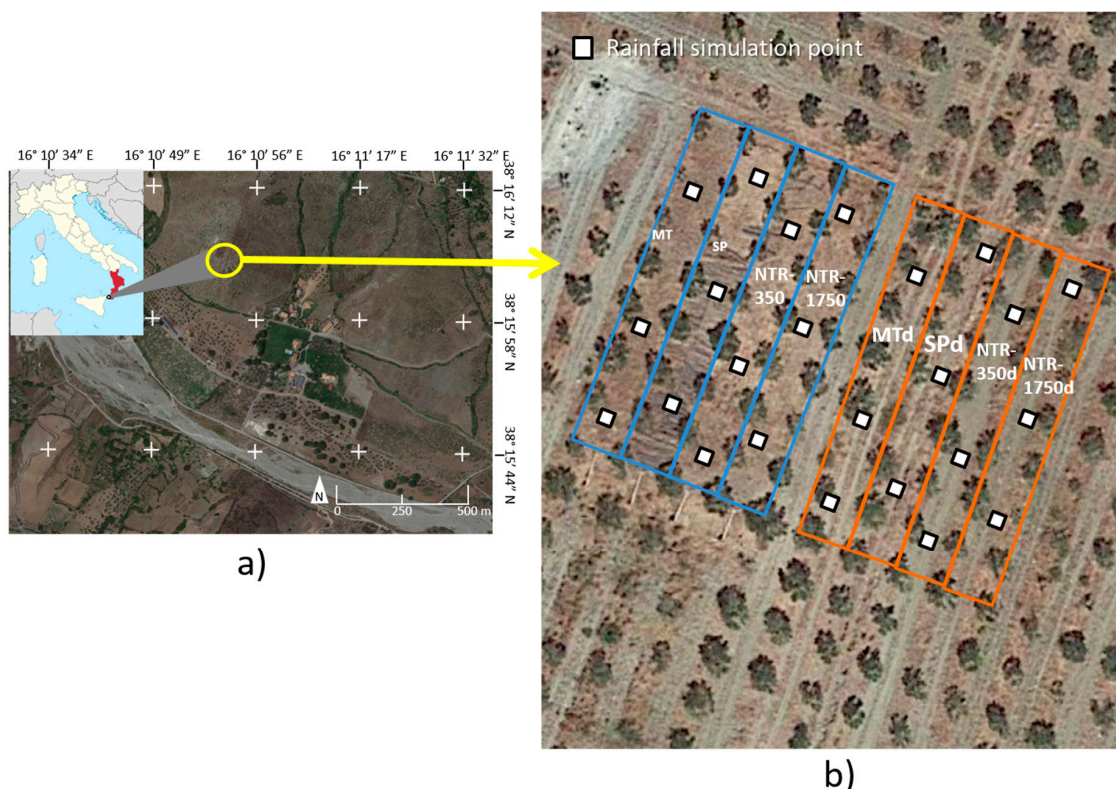 Rainfall simulation point
16° 10' 34” E
16° 10' 49” E
16° 10' 56” E
16° 11' 17” E
16° 11' 32” E
38° 16' 12” N
38° 15' 58” N
38° 15' 44” N
MT
SP
NTR-
350
NTR-
1750
MTd
SPd
NTR-
350d
NTR-
1750d
N
0
250
500 m
a)
b)